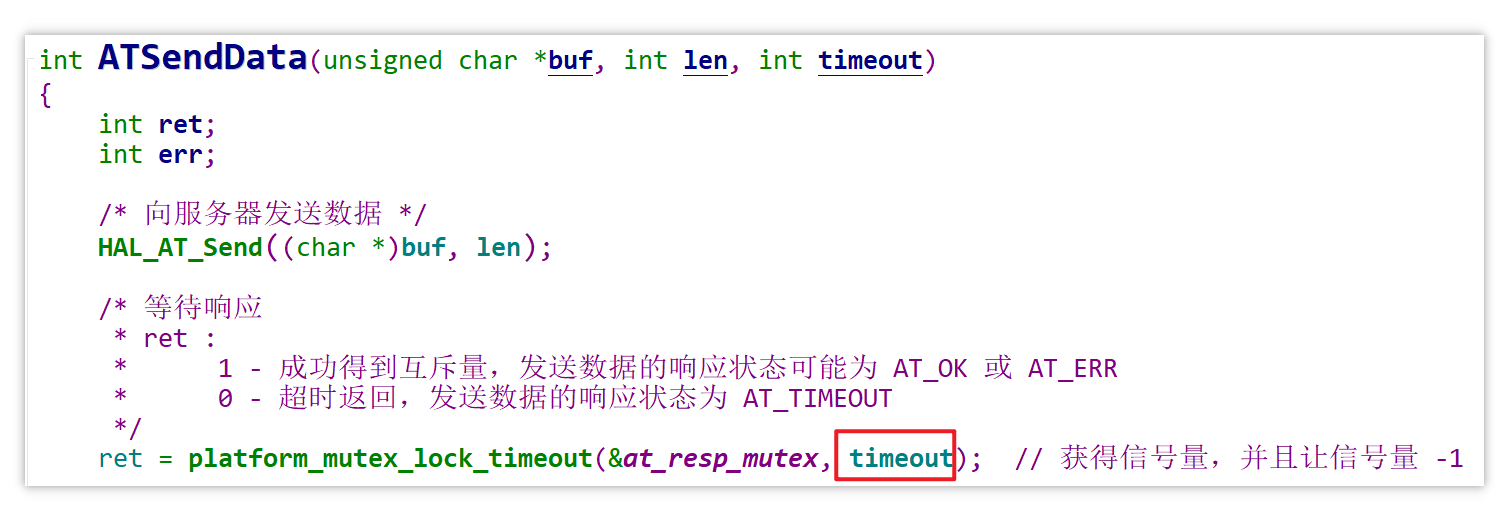 int ATSendData(unsigned char *buf, int len, int timeout)
{
    int ret;
    int err;
    /* 向服务器发送数据 */
    HAL_AT_Send((char *)buf, len);
    /* 等待响应
     * ret :
     *      1 - 成功得到互斥量，发送数据的响应状态可能为 AT_OK 或 AT_ERR
     *      0 - 超时返回，发送数据的响应状态为 AT_TIMEOUT
     */
    ret = platform_mutex_lock_timeout(&at_resp_mutex, timeout);  // 获得信号量，并且让信号量 -1